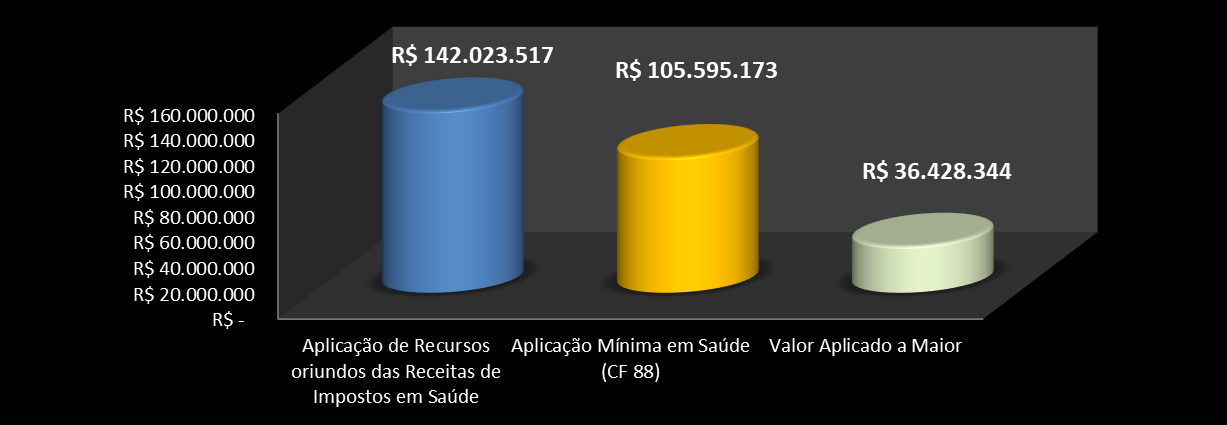 R$ 142.023.517
R$ 105.595.173
R$ 36.428.344
R$ 160.000.000
R$ 140.000.000
R$ 120.000.000
R$ 100.000.000
R$ 80.000.000
R$ 60.000.000
R$ 40.000.000
R$ 20.000.000
R$ -
Aplicação de Recursos
oriundos das Receitas de
Impostos em Saúde
Aplicação Mínima em Saúde
(CF 88)
Valor Aplicado a Maior